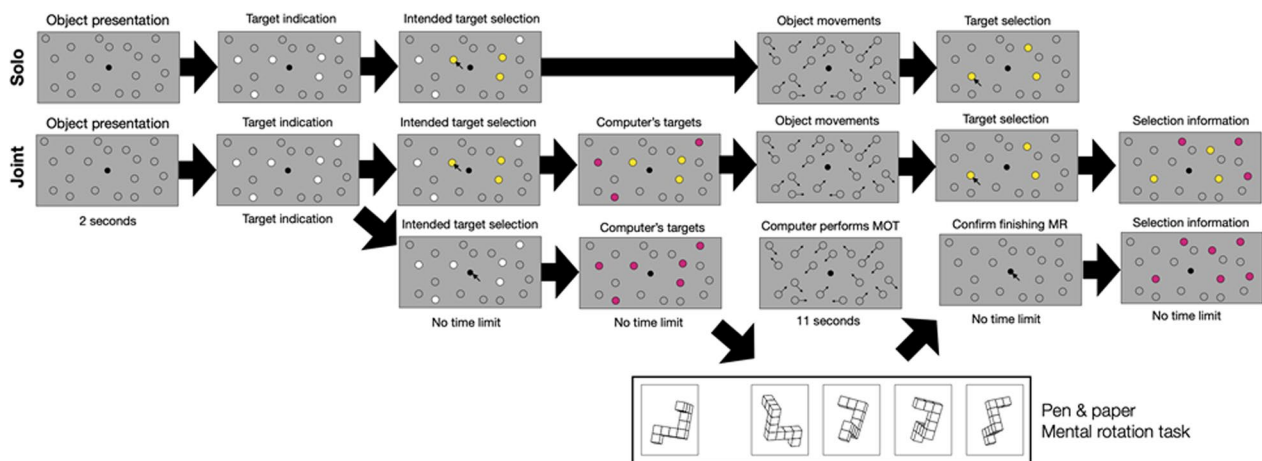 Solo
Object presentation
Target indication
Intended target selection
Object movements
Target selection
Joint
Object presentation
Target indication
Intended target selection
Computer's targets
Object movements
Target selection
Selection information
2 seconds
Target indication
Intended target selection
Computer's targets
Computer performs MOT
Confirm finishing MR
Selection information
No time limit
No time limit
11 seconds
No time limit
No time limit
Pen & paper
Mental rotation task